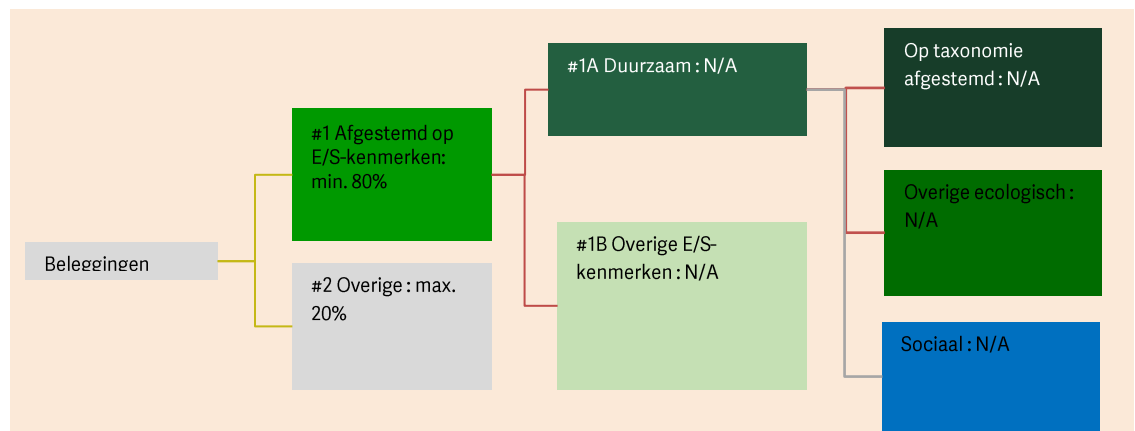 Beleggingen
#1 Afgestemd op
E/S-kenmerken:
min. 80%
#2 Overige : max.
20%
#1A Duurzaam : N/A
#1B Overige E/S-
kenmerken : N/A
Op taxonomie
afgestemd : N/A
Overige ecologisch :
N/A
Sociaal : N/A